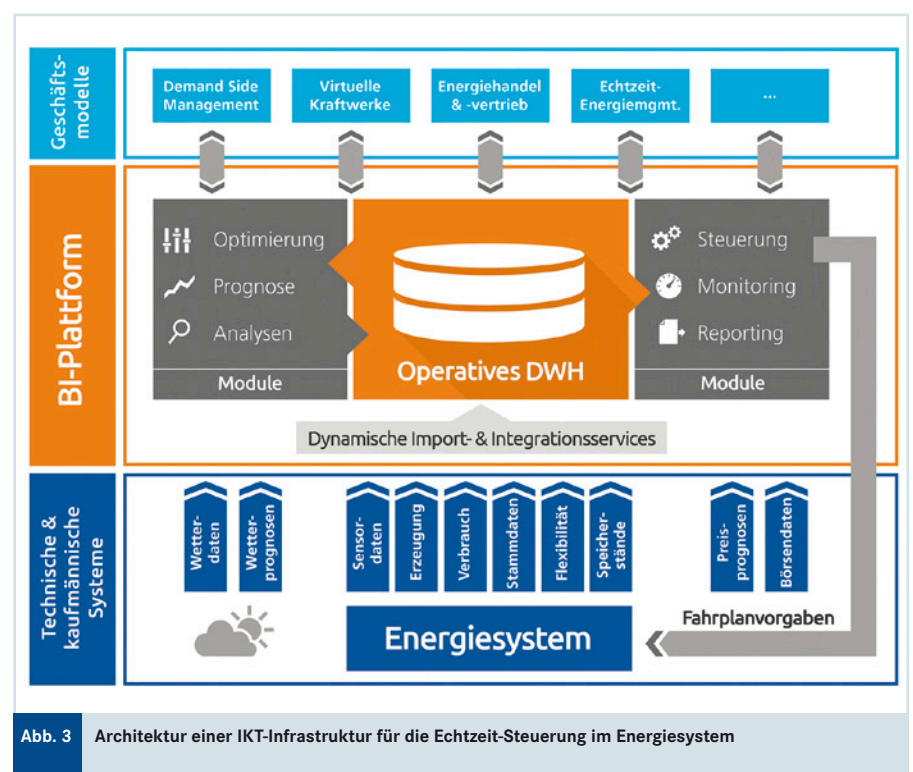 Geschäfts-
modelle
Demand Side
Management
Virtuelle
Kraftwerke
Energiehandel
& -vertrieb
Echtzeit-
Energiemgmt.
...
BI-Plattform
Optimierung
Prognose
Analysen
Module
Operatives DWH
Steuerung
Monitoring
Reporting
Module
Dynamische Import- & Integrationsservices
Technische &
kaufmännische
Systeme
Wetter-
daten
Wetter-
prognosen
Sensor-
daten
Erzeugung
Verbrauch
Stammdaten
Flexibilität
Speicher-
stände
Preis-
prognosen
Börsendaten
Energiesystem
Fahrplanvorgaben
Abb. 3 Architektur einer IKT-Infrastruktur für die Echtzeit-Steuerung im Energiesystem